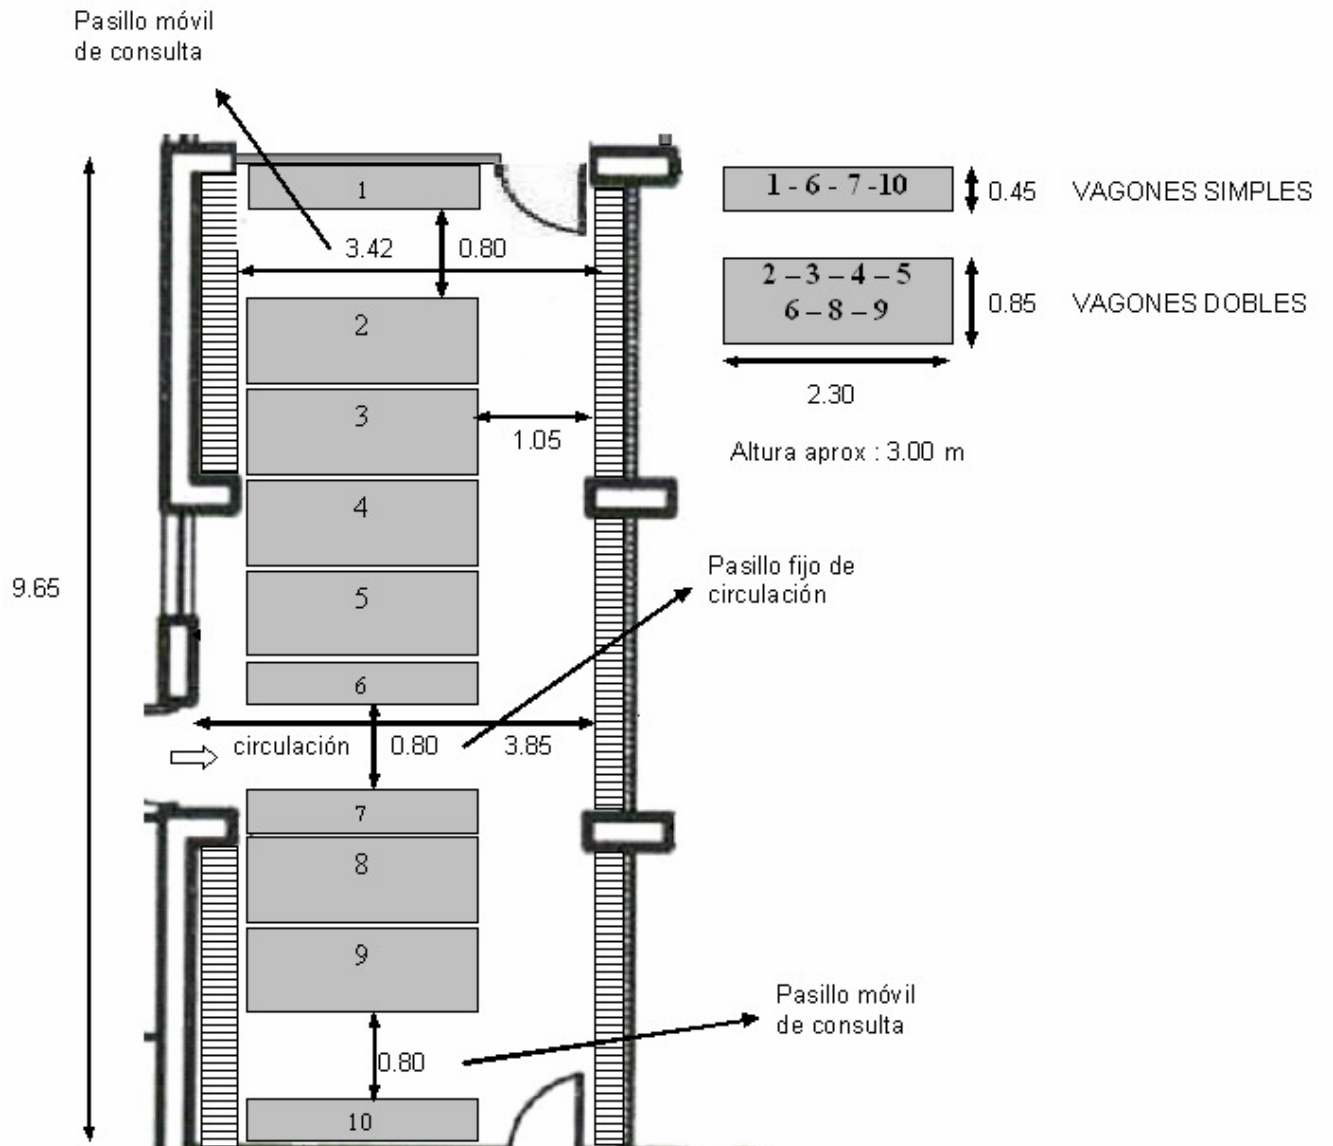 Pasillo móvil
de consulta
1
3.42
0.80
2
3
1.05
4
5
6
9.65
circulación
0.80
3.85
7
8
9
0.80
10
1 - 6 - 7 -10
0.45
VAGONES SIMPLES
2 – 3 – 4 – 5
6 – 8 – 9
0.85
VAGONES DOBLES
2.30
Altura aprox : 3.00 m
Pasillo fijo de
circulación
Pasillo móvil
de consulta